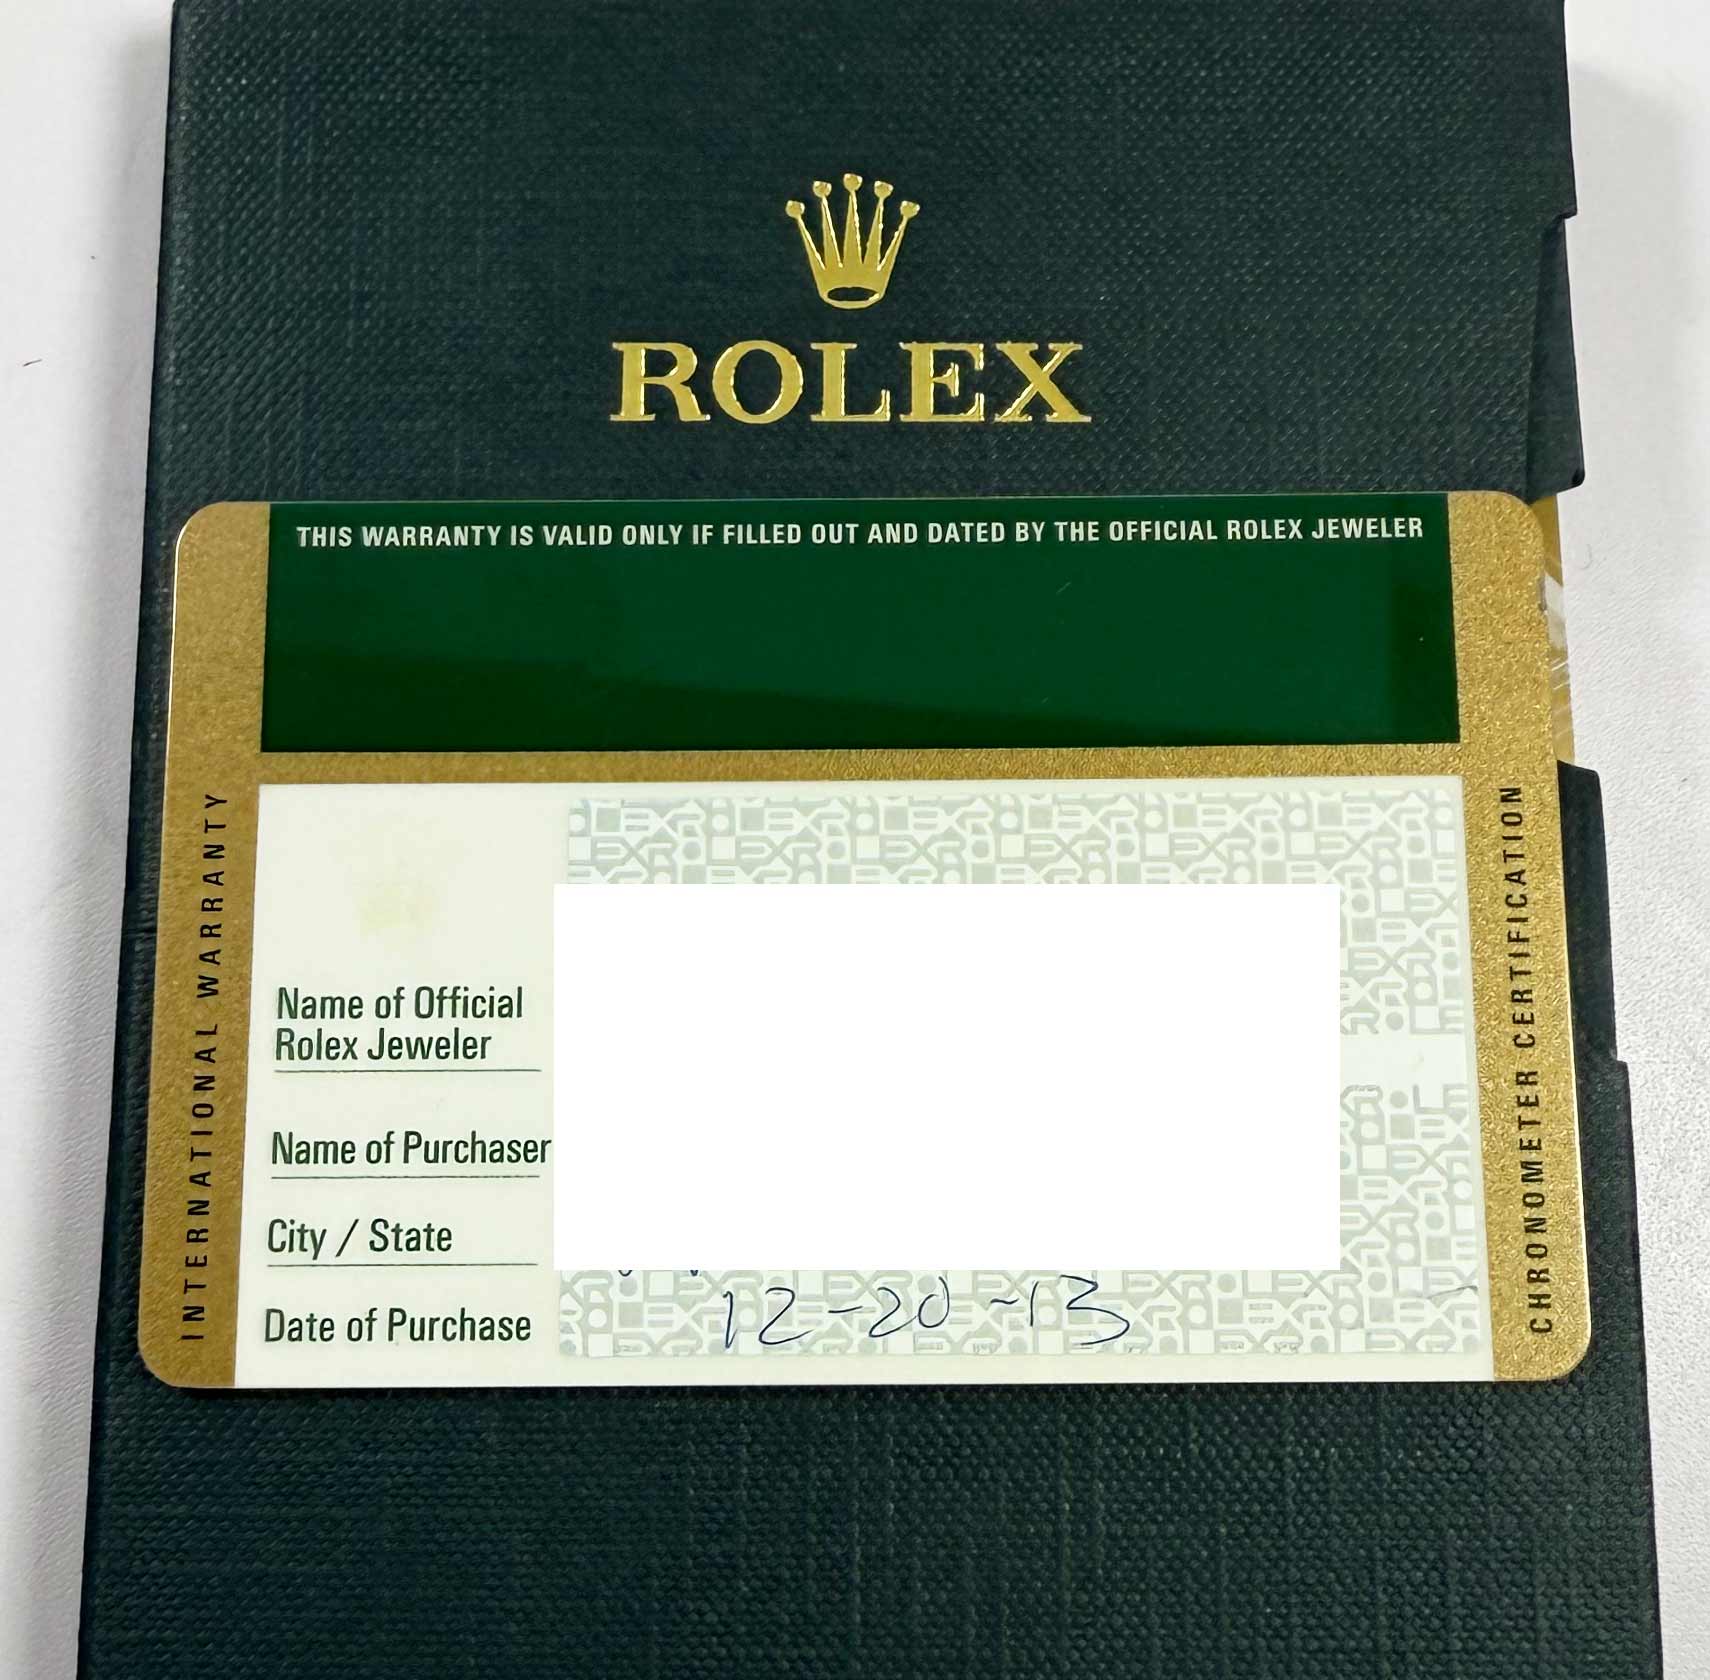 ROLEX
THIS WARRANTY IS VALID ONLY IF FILLED OUT AND DATED BY THE OFFICIAL ROLEX JEWELER
INTERNATIONAL WARRANTY
Name of Official
Rolex Jeweler
Name of Purchaser
City / State
Date of Purchase 12-20-13
CHRONOMETER CERTIFICATION